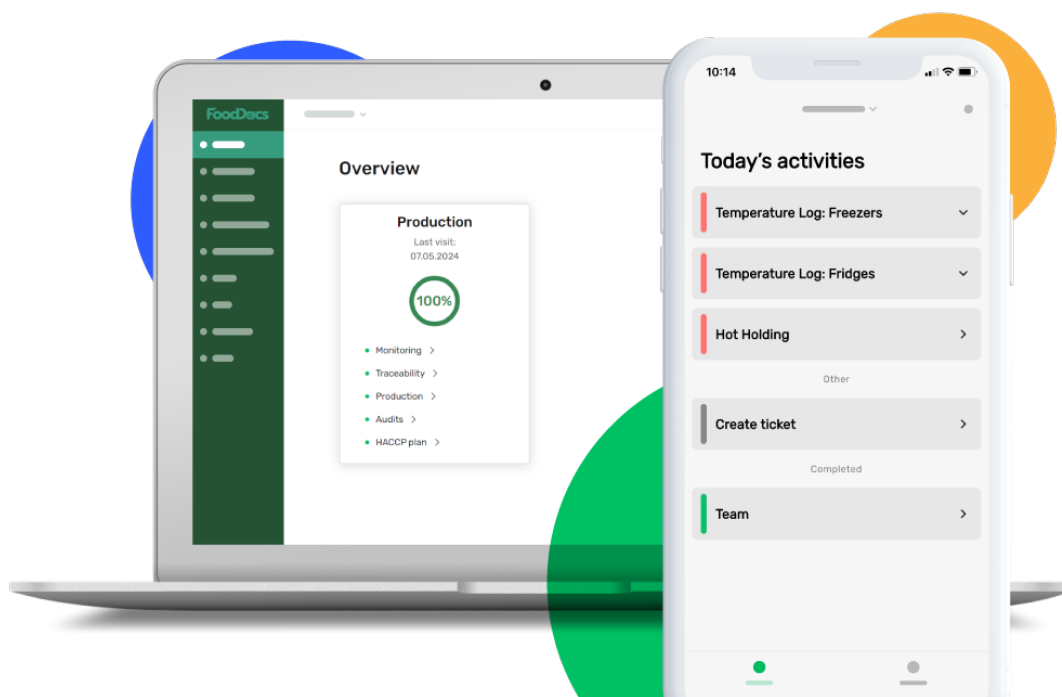 FoodDocs
Overview
Production
Last visit:
07.05.2024
100%
Monitoring
Traceability
Production
Audits
HACCP plan
10:14
Today's activities
Temperature Log: Freezers
Temperature Log: Fridges
Hot Holding
Other
Create ticket
Completed
Team